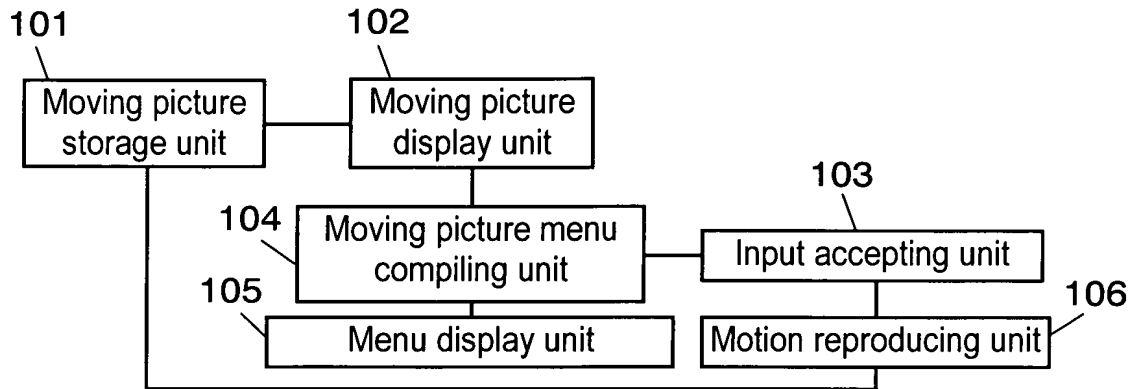 101
102
Moving picture
storage unit
Moving picture
display unit
103
104
Moving picture menu
compiling unit
Input accepting unit
105
106
Menu display unit
Motion reproducing unit